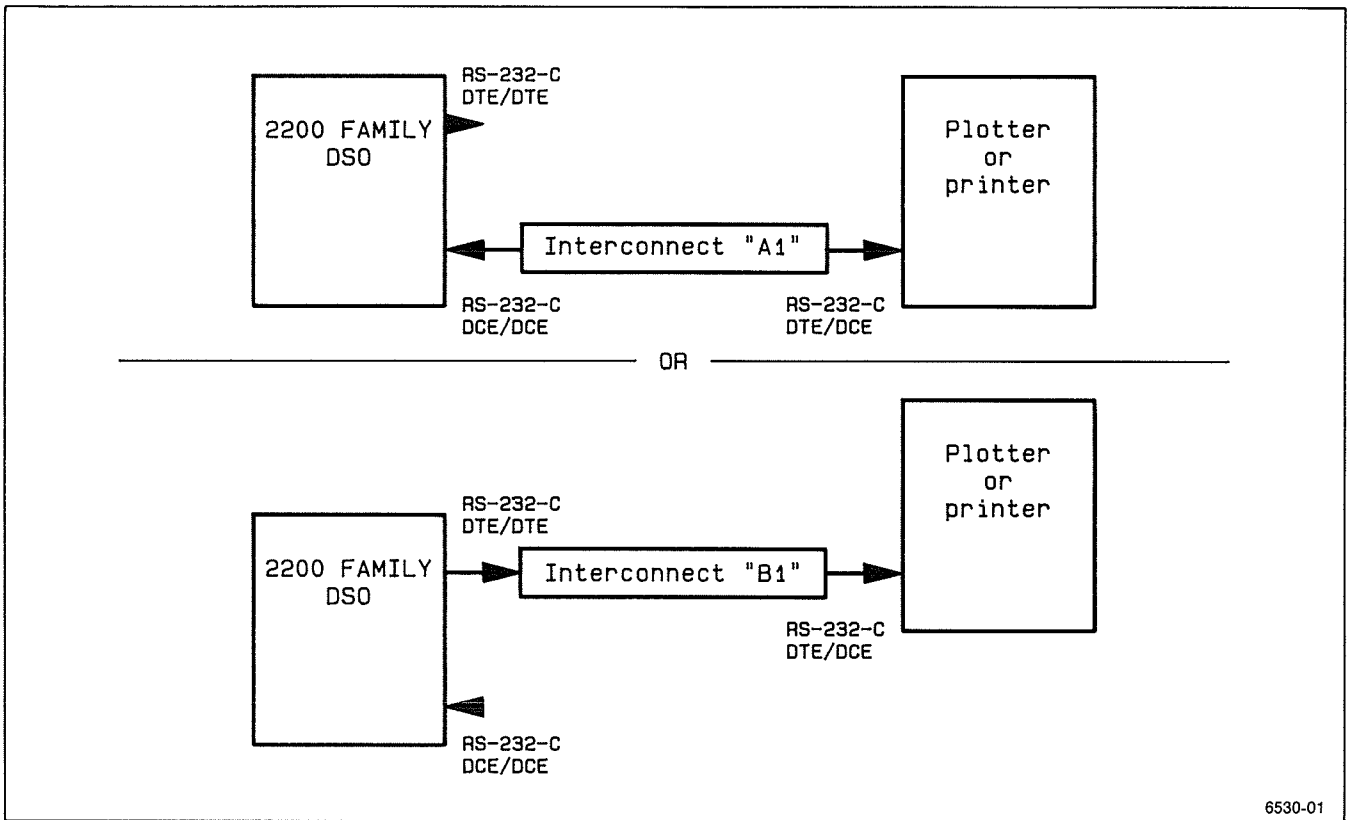 RS-232-C
DTE/DTE
2200 FAMILY
DSO
Plotter
or
printer
Interconnect "A1"
RS-232-C
DCE/DCE
RS-232-C
DTE/DCE
OR
Plotter
or
printer
RS-232-C
DTE/DTE
2200 FAMILY
DSO
Interconnect "B1"
RS-232-C
DTE/DCE
RS-232-C
DCE/DCE
6530-01